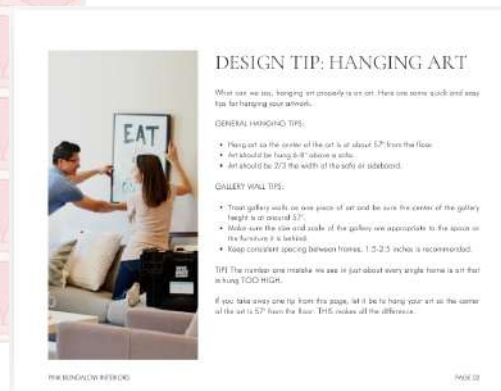 DESIGN TIP: HANGING ART
What can we say, hanging art properly is an art. Here are some quick and easy
tips for hanging your artwork.
GENERAL HANGING TIPS:
• Hang art so the center of the art is at about 57" from the floor.
• Art should be hung 6-8" above a sofa.
• Art should be 2/3 the width of the sofa or sideboard.
GALLERY WALL TIPS:
• Treat gallery walls as one piece of art and be sure the center of the gallery
height is at around 57".
• Make sure the size and scale of the gallery are appropriate to the space or
the furniture it is behind.
• Keep consistent spacing between frames, 1.5-2.5 inches is recommended.
TIP! The number one mistake we see in just about every single home is art that
is hung TOO HIGH.
If you take away one tip from this page, let it be to hang your art so the center
of the art is 57" from the floor. THIS makes all the difference.
EAT
PINK BUNGALOW INTERIORS
PAGE 03